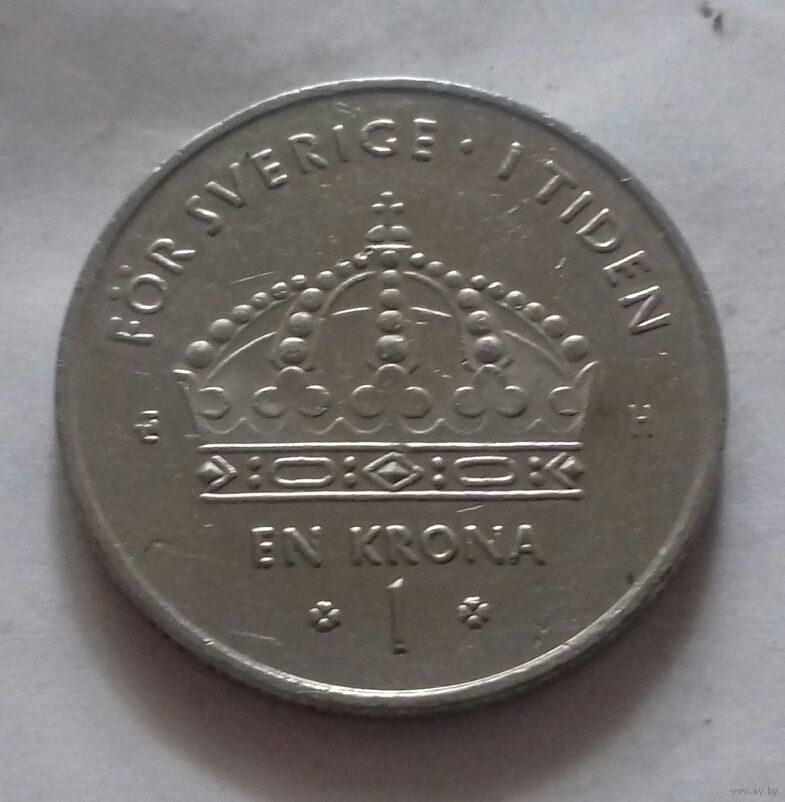 FÖR SVERIGE · I TIDEN
H
EN KRONA
1
www.ay.by